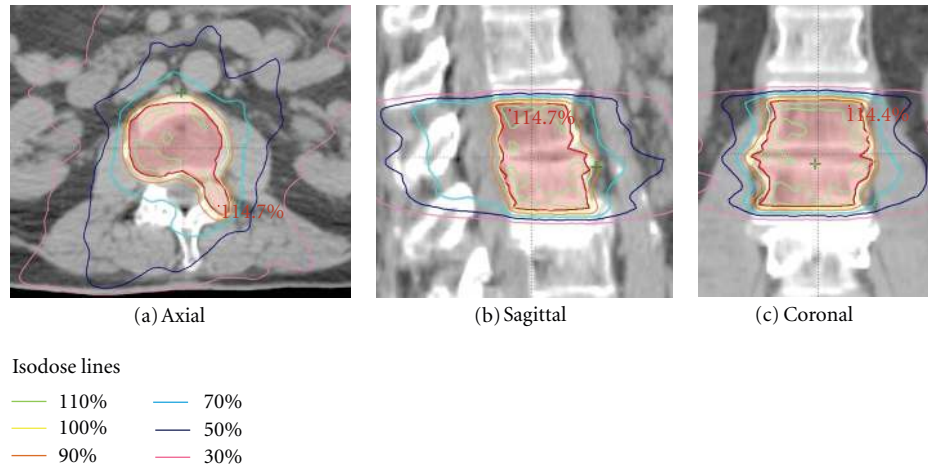 114.7%
114.7%
114.4%
(a) Axial
(b) Sagittal
(c) Coronal
Isodose lines
110%
70%
100%
50%
90%
30%